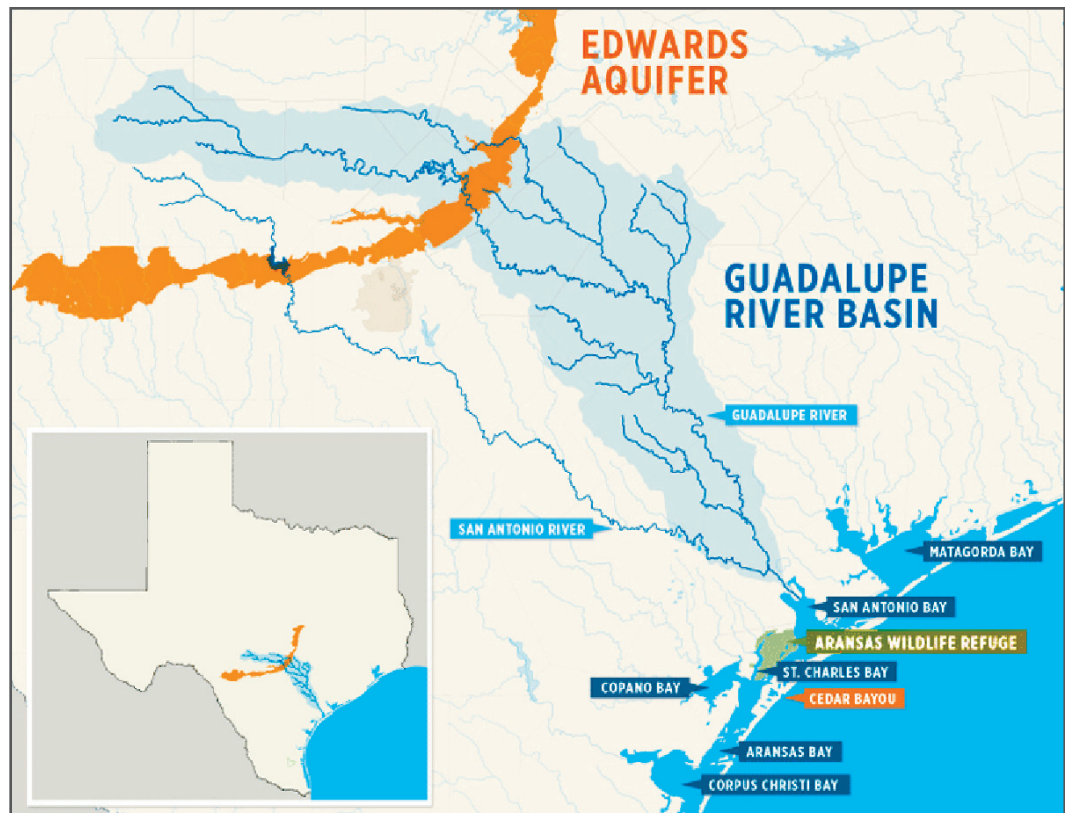 EDWARDS
AQUIFER
GUADALUPE
RIVER BASIN
GUADALUPE RIVER
SAN ANTONIO RIVER
MATAGORDA BAY
SAN ANTONIO BAY
ARANSAS WILDLIFE REFUGE
ST. CHARLES BAY
COPANO BAY
CEDAR BAYOU
ARANSAS BAY
CORPUS CHRISTI BAY